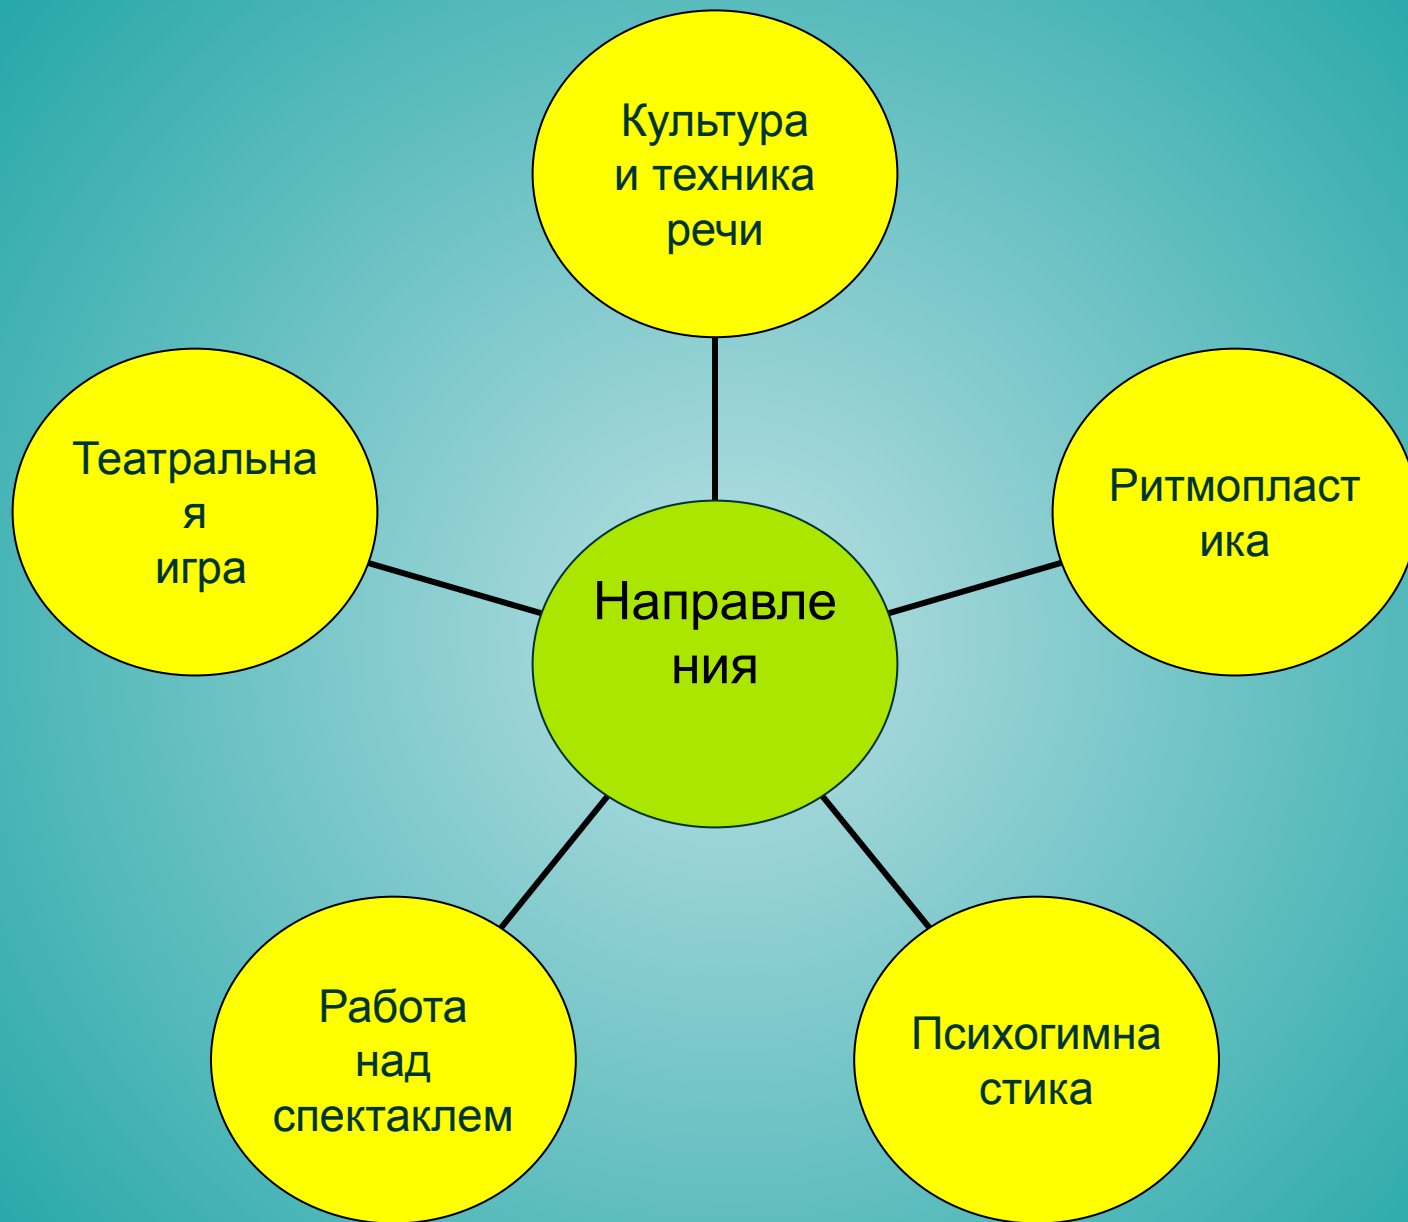 Культура
и техника
речи
Театральна
я
игра
Ритмопласт
ика
Направле
ния
Работа
над
спектаклем
Психогимна
стика